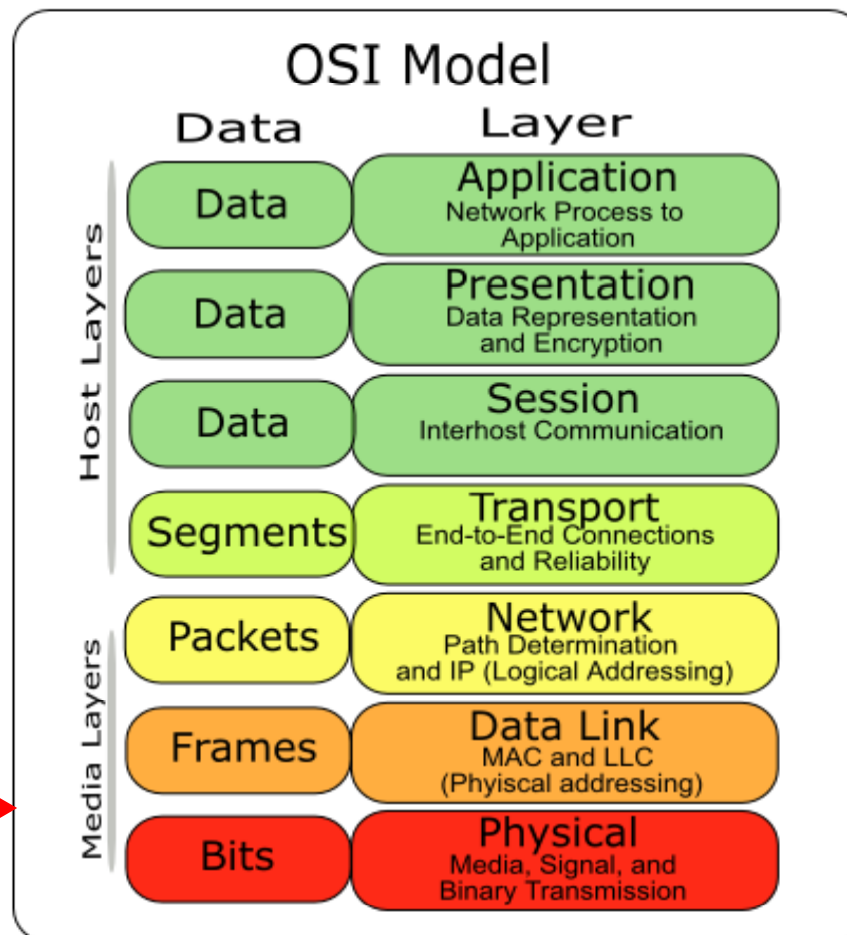 OSI Model
Data Layer
Host Layers
Data
Application
Network Process to
Application
Data
Presentation
Data Representation
and Encryption
Data
Session
Interhost Communication
Segments
Transport
End-to-End Connections
and Reliability
Media Layers
Packets
Network
Path Determination
and IP (Logical Addressing)
Frames
Data Link
MAC and LLC
(Phyiscal addressing)
Bits
Physical
Media, Signal, and
Binary Transmission